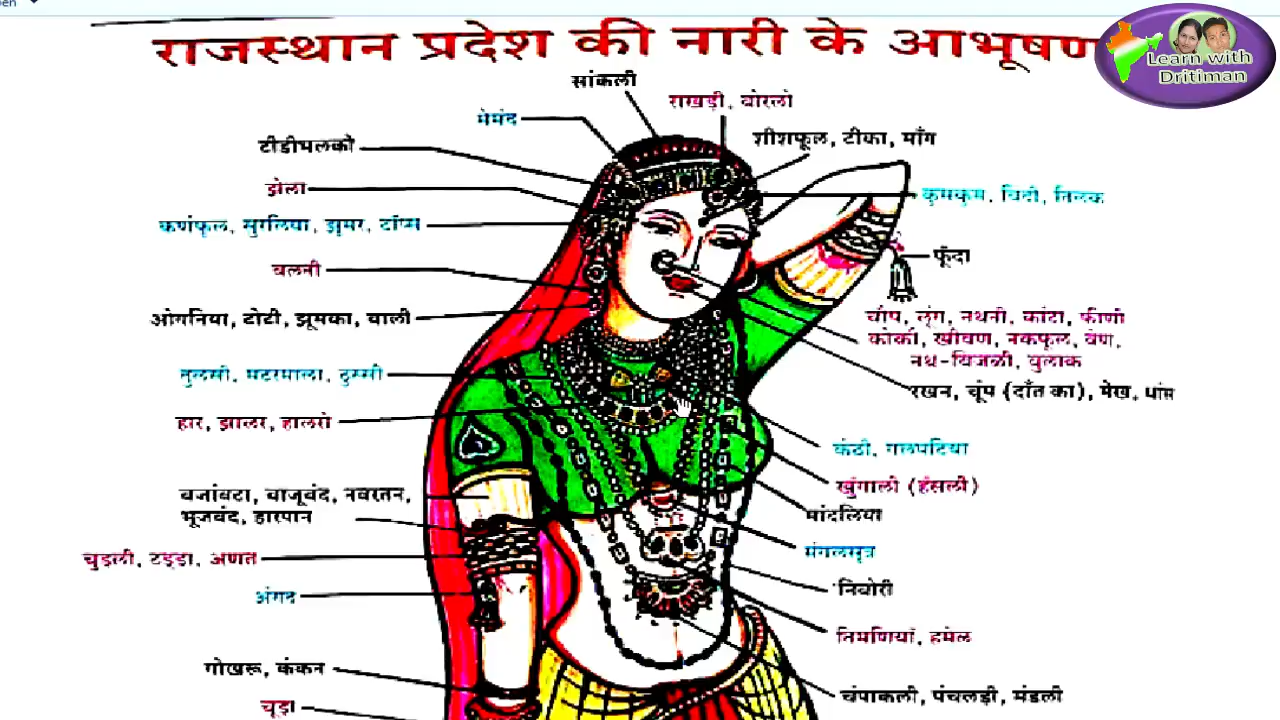 राजस्थान प्रदेश की नारी के आभूषण
Learn with
Dritiman
सांकली
राखड़ी, बोरलो
मेमंद
शीशफूल, टीका, माँग
टीडीभलको
झेला
कुमकुम, बिंदी, तिलक
कर्णफूल, सुरलिया, झुमर, टॉप्स
फूँदा
बलनी
ओगनिया, टोटी, झूमका, वाली
चोंप, लूंग, नथनी, कांटा, फीणी
कोकी, खीवण, नकफूल, बेण,
नथ-बिजली, वुलाक
तुलसी, मटरमाला, ठुस्सी
रखन, चूंप (दाँत का), मेख, धांस
हार, झालर, हालरो
कंठी, गलपटिया
खुंगाली (हंसली)
बाजूबंद, नवरतन,
भूजबंद, हारपान
मांदलिया
मंगलसूत्र
चुड़ली, टड्डा, अणत
निबोरी
अंगद
निमणियां, हमेल
गोखरू, कंकन
चंपाकली, पंचलड़ी, मंडली
चूड़ा